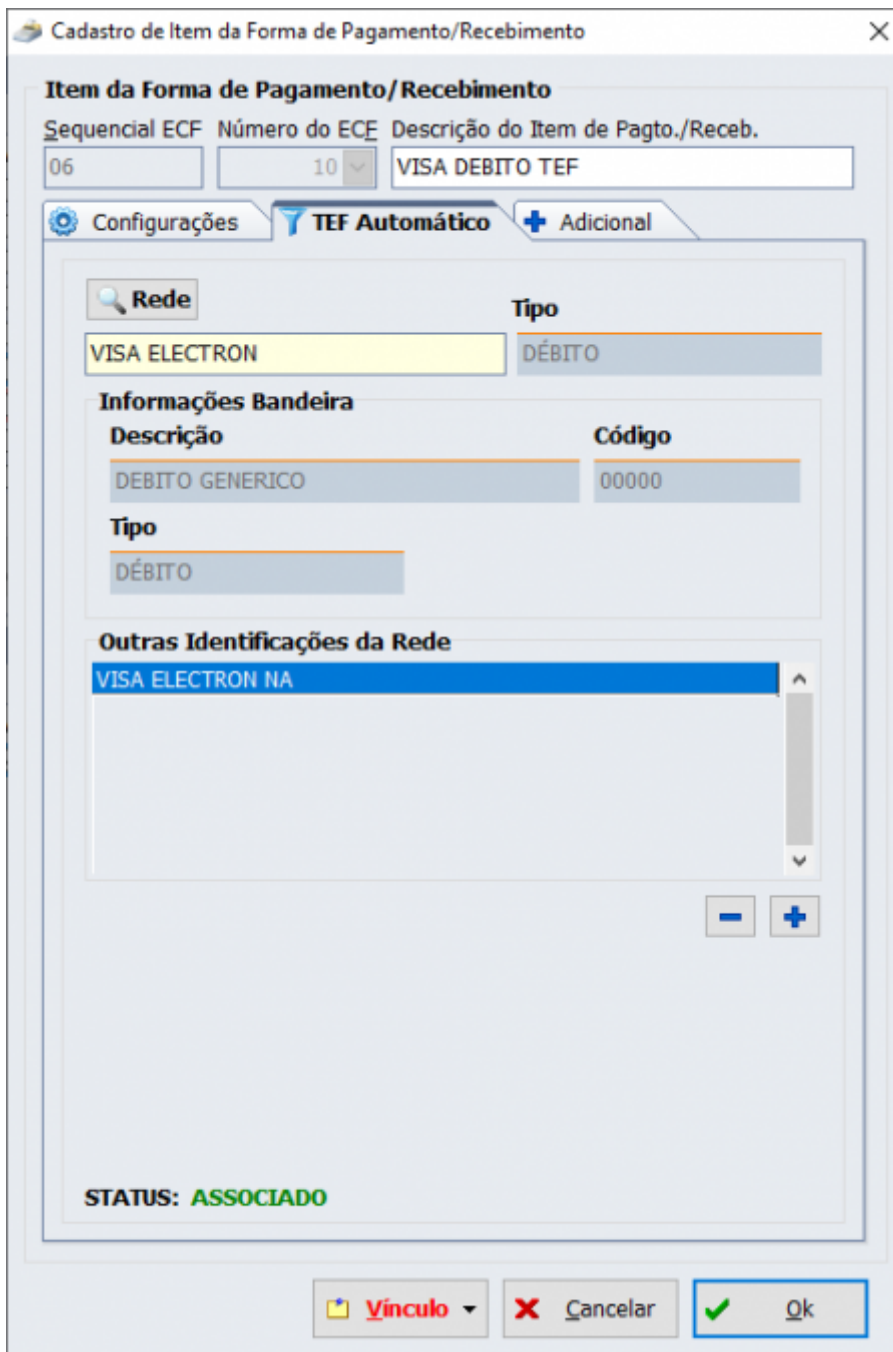 Cadastro de Item da Forma de Pagamento/Recebimento
Item da Forma de Pagamento/Recebimento
Sequencial ECF Número do ECF Descrição do Item de Pagto./Receb.
06 10 VISA DEBITO TEF
Configurações TEF Automático Adicional
Rede Tipo
VISA ELECTRON DÉBITO
Informações Bandeira
Descrição Código
DEBITO GENERICO 00000
Tipo
DÉBITO
Outras Identificações da Rede
VISA ELECTRON NA
STATUS: ASSOCIADO
Vínculo Cancelar Ok